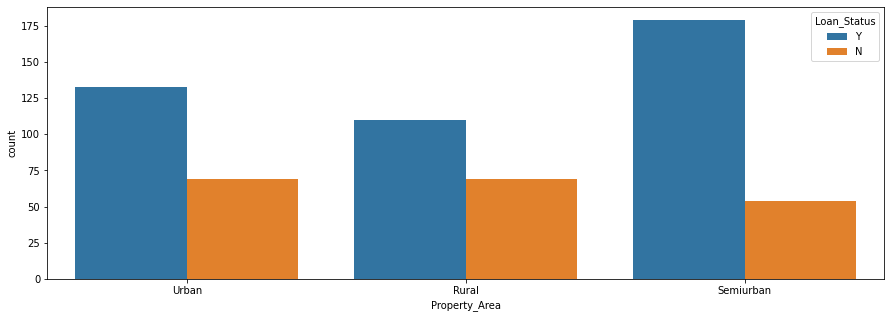 Loan_Status
Y
N
count
175
150
125
100
75
50
25
0
Urban
Rural
Semiurban
Property_Area